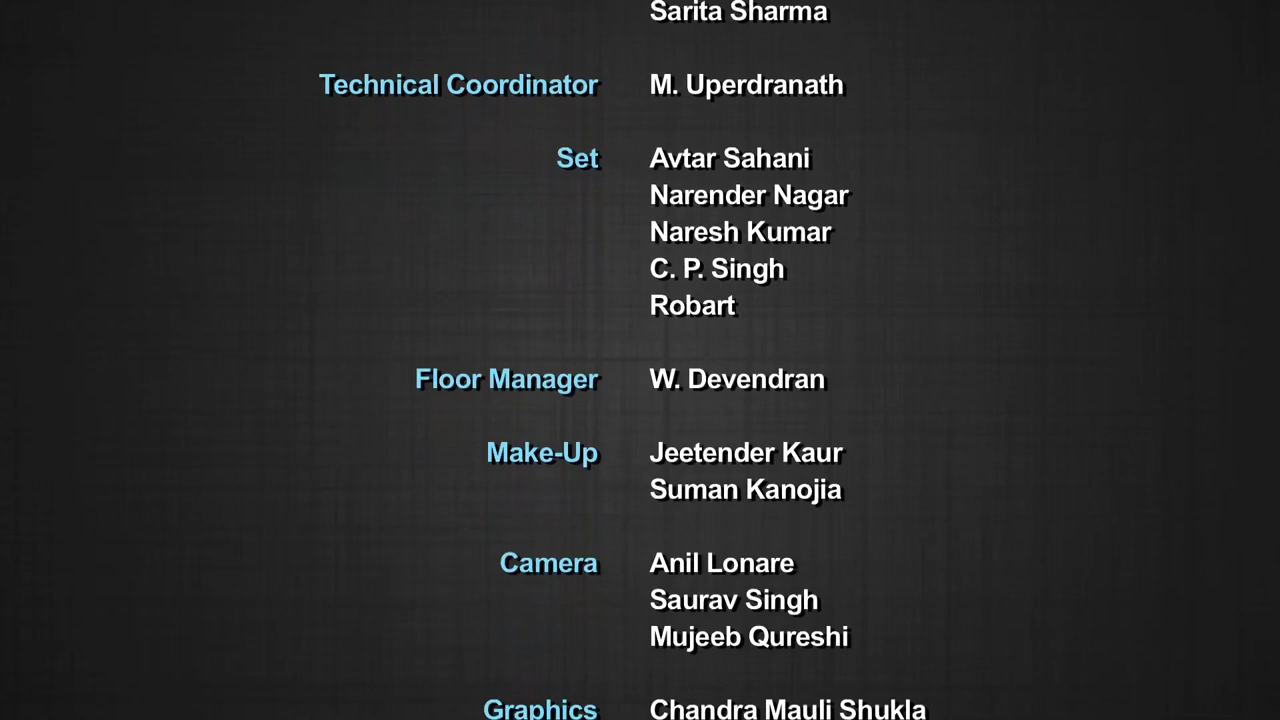 Sarita Sharma
Technical Coordinator M. Uperdranath
Set Avtar Sahani
Narender Nagar
Naresh Kumar
C. P. Singh
Robart
Floor Manager W. Devendran
Make-Up Jeetender Kaur
Suman Kanojia
Camera Anil Lonare
Saurav Singh
Mujeeb Qureshi
Graphics Chandra Mauli Shukla